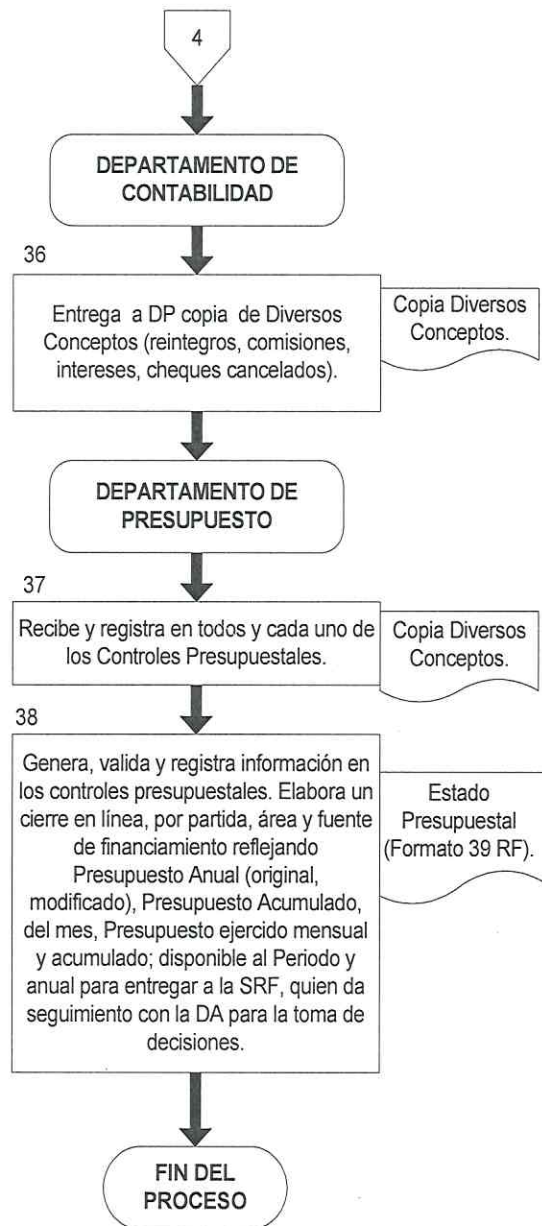 4
DEPARTAMENTO DE
CONTABILIDAD
36
Entrega a DP copia de Diversos
Conceptos (reintegros, comisiones,
intereses, cheques cancelados).
Copia Diversos
Conceptos.
DEPARTAMENTO DE
PRESUPUESTO
37
Recibe y registra en todos y cada uno de
los Controles Presupuestales.
Copia Diversos
Conceptos.
38
Genera, valida y registra información en
los controles presupuestales. Elabora un
cierre en línea, por partida, área y fuente
de financiamiento reflejando
Presupuesto Anual (original,
modificado), Presupuesto Acumulado,
del mes, Presupuesto ejercido mensual
y acumulado; disponible al Periodo y
anual para entregar a la SRF, quien da
seguimiento con la DA para la toma de
decisiones.
Estado
Presupuestal
(Formato 39 RF).
FIN DEL
PROCESO